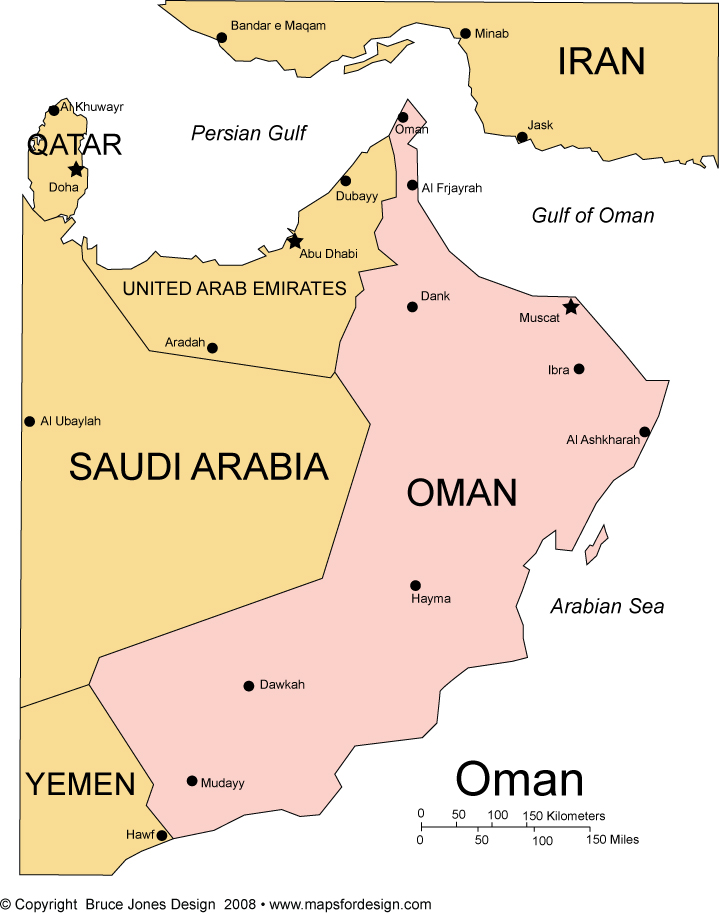 Bandar e Maqam
Minab
IRAN
Al Khuwayr
Oman
Jask
QATAR
Persian Gulf
Doha
Dubayy
Al Frjayrah
Gulf of Oman
Abu Dhabi
UNITED ARAB EMIRATES
Dank
Muscat
Aradah
Ibra
Al Ubaylah
Al Ashkharah
SAUDI ARABIA
OMAN
Hayma
Arabian Sea
Dawkah
YEMEN
Mudayy
Oman
0 50 100 150 Kilometers
Hawf
0 50 100 150 Miles
© Copyright Bruce Jones Design 2008 • www.mapsfordesign.com